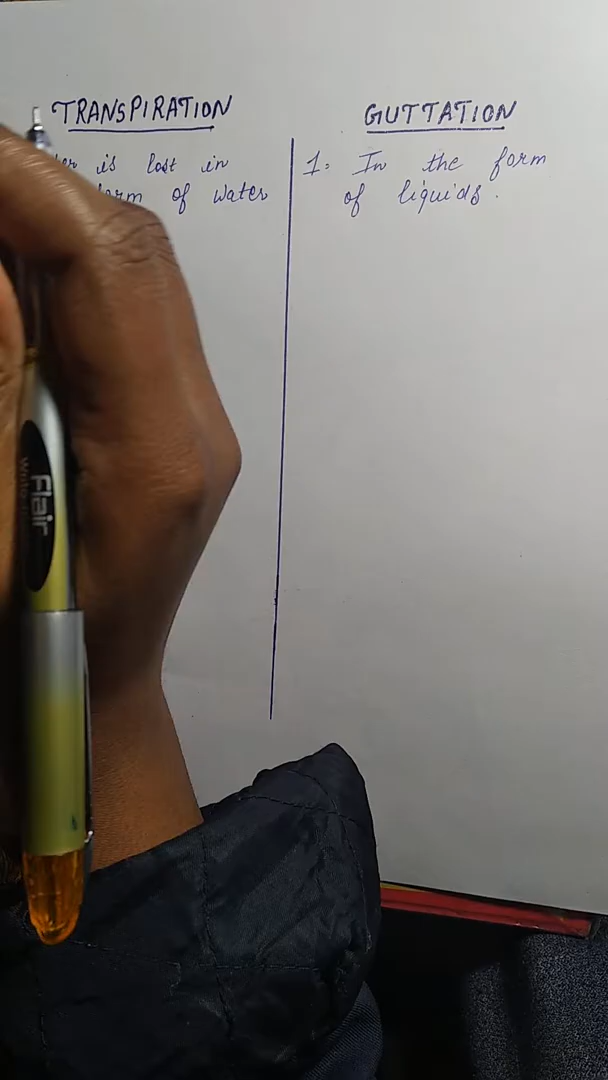 TRANSPIRATION
is lost in
of water
GUTTATION
1. In the form
of liquids.
Flair